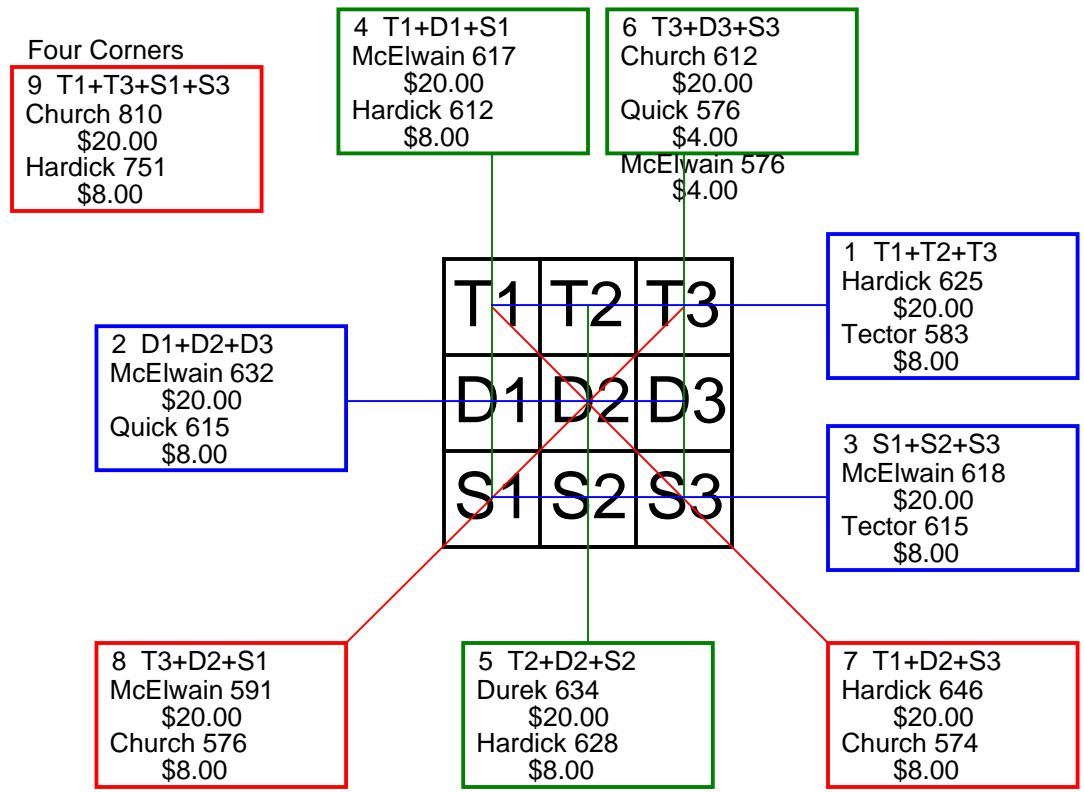 Four Corners
9 T1+T3+S1+S3
Church 810
$20.00
Hardick 751
$8.00
4 T1+D1+S1
McElwain 617
$20.00
Hardick 612
$8.00
6 T3+D3+S3
Church 612
$20.00
Quick 576
$4.00
McElwain 576
$4.00
1 T1+T2+T3
Hardick 625
$20.00
Tector 583
$8.00
2 D1+D2+D3
McElwain 632
$20.00
Quick 615
$8.00
T1 T2 T3
D1 D2 D3
S1 S2 S3
3 S1+S2+S3
McElwain 618
$20.00
Tector 615
$8.00
8 T3+D2+S1
McElwain 591
$20.00
Church 576
$8.00
5 T2+D2+S2
Durek 634
$20.00
Hardick 628
$8.00
7 T1+D2+S3
Hardick 646
$20.00
Church 574
$8.00